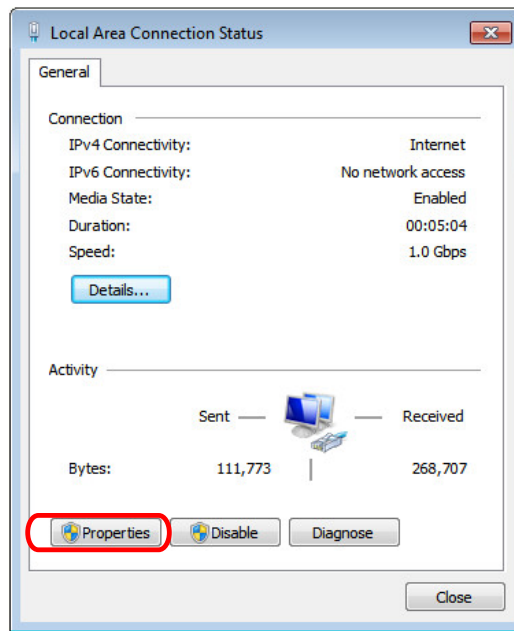 Local Area Connection Status
General
Connection
IPv4 Connectivity: Internet
IPv6 Connectivity: No network access
Media State: Enabled
Duration: 00:05:04
Speed: 1.0 Gbps
Details...
Activity
Sent Received
Bytes: 111,773 268,707
Properties Disable Diagnose
Close